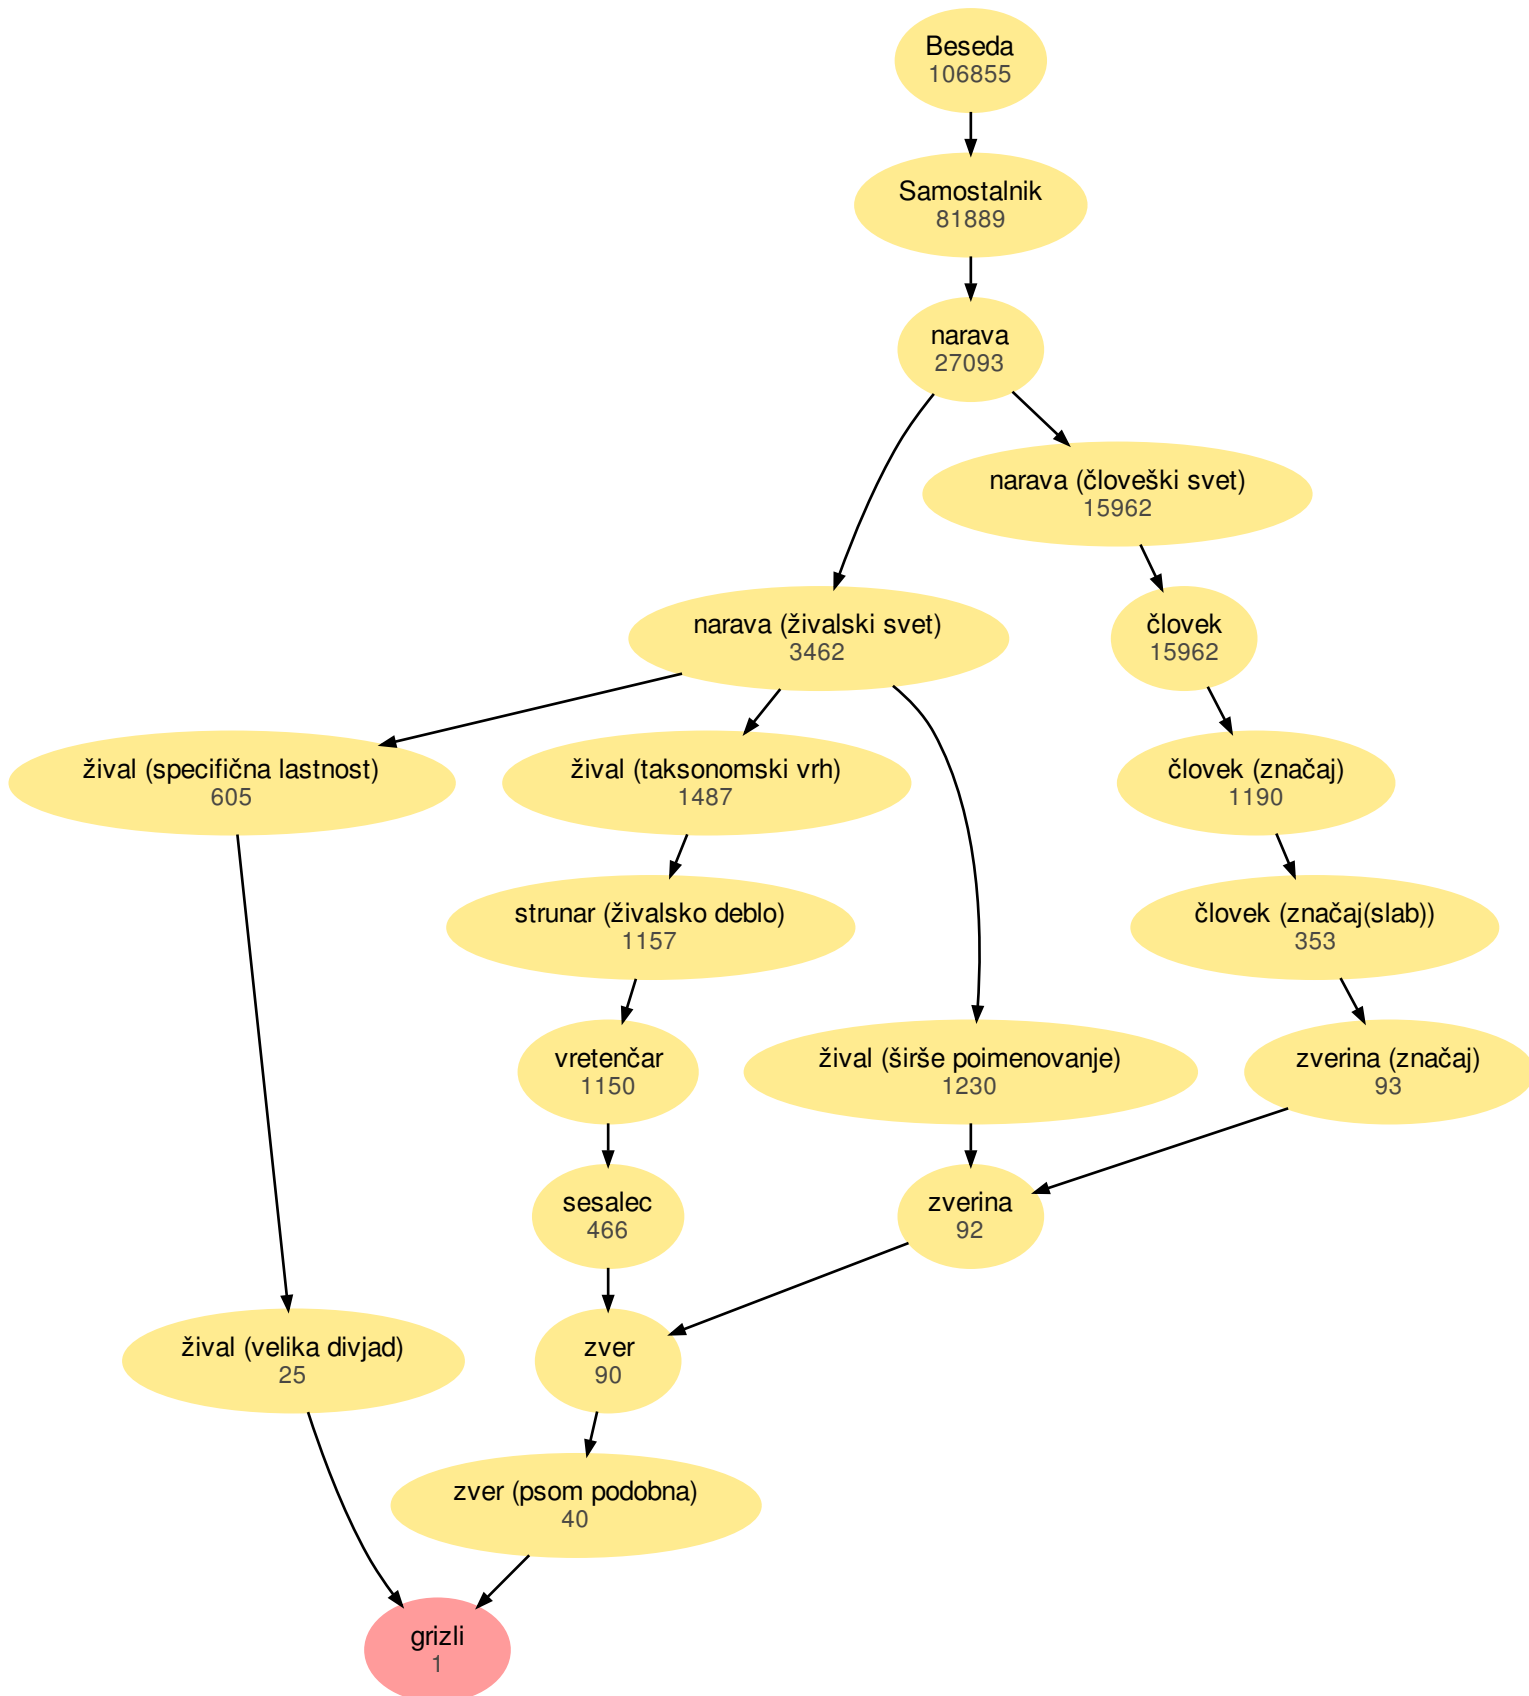 Beseda
106855
Samostalnik
81889
narava
27093
narava (človeški svet)
15962
narava (živalski svet)
3462
človek
15962
žival (specifična lastnost)
605
žival (taksonomski vrh)
1487
človek (značaj)
1190
strunar (živalsko deblo)
1157
človek (značaj(slab))
353
vretenčar
1150
žival (širše poimenovanje)
1230
zverina (značaj)
93
sesalec
466
zverina
92
žival (velika divjad)
25
zver
90
zver (psom podobna)
40
grizli
1